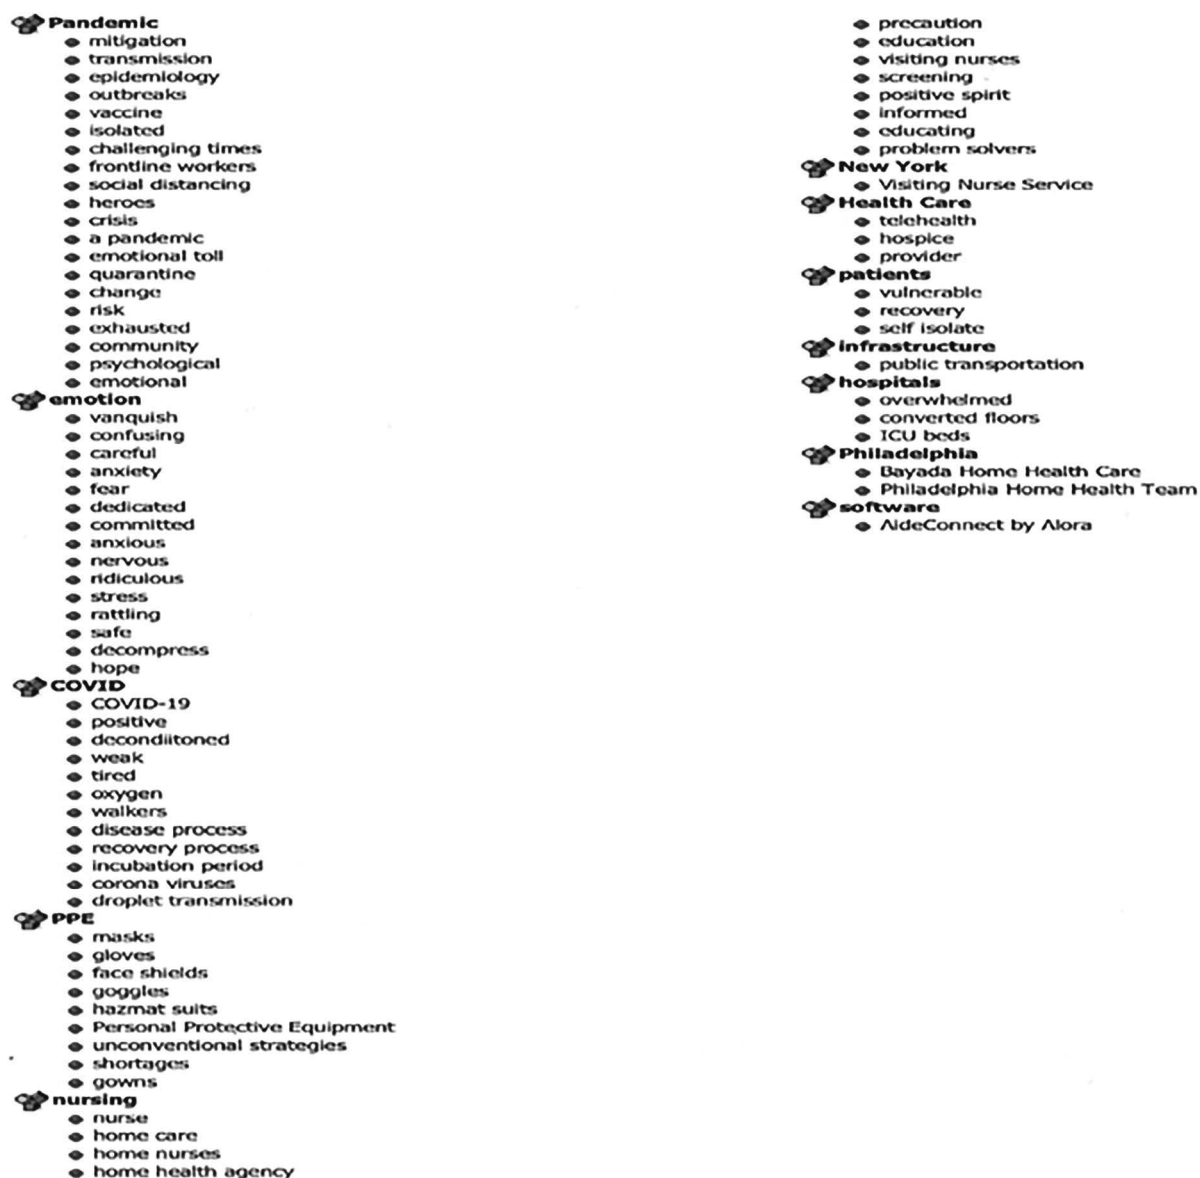 Pandemic
mitigation
transmission
epidemiology
outbreaks
vaccine
isolated
challenging times
frontline workers
social distancing
heroes
crisis
a pandemic
emotional toll
quarantine
change
risk
exhausted
community
psychological
emotional
emotion
vanquish
confusing
careful
anxiety
fear
dedicated
committed
anxious
nervous
ridiculous
stress
rattling
safe
decompress
hope
COVID
COVID-19
positive
decondiitoned
weak
tired
oxygen
walkers
disease process
recovery process
incubation period
corona viruses
droplet transmission
PPE
masks
gloves
face shields
goggles
hazmat suits
Personal Protective Equipment
unconventional strategies
shortages
gowns
nursing
nurse
home care
home nurses
home health agency
precaution
education
visiting nurses
screening
positive spirit
informed
educating
problem solvers
New York
Visiting Nurse Service
Health Care
telehealth
hospice
provider
patients
vulnerable
recovery
self isolate
infrastructure
public transportation
hospitals
overwhelmed
converted floors
ICU beds
Philadelphia
Bayada Home Health Care
Philadelphia Home Health Team
software
AideConnect by Alora